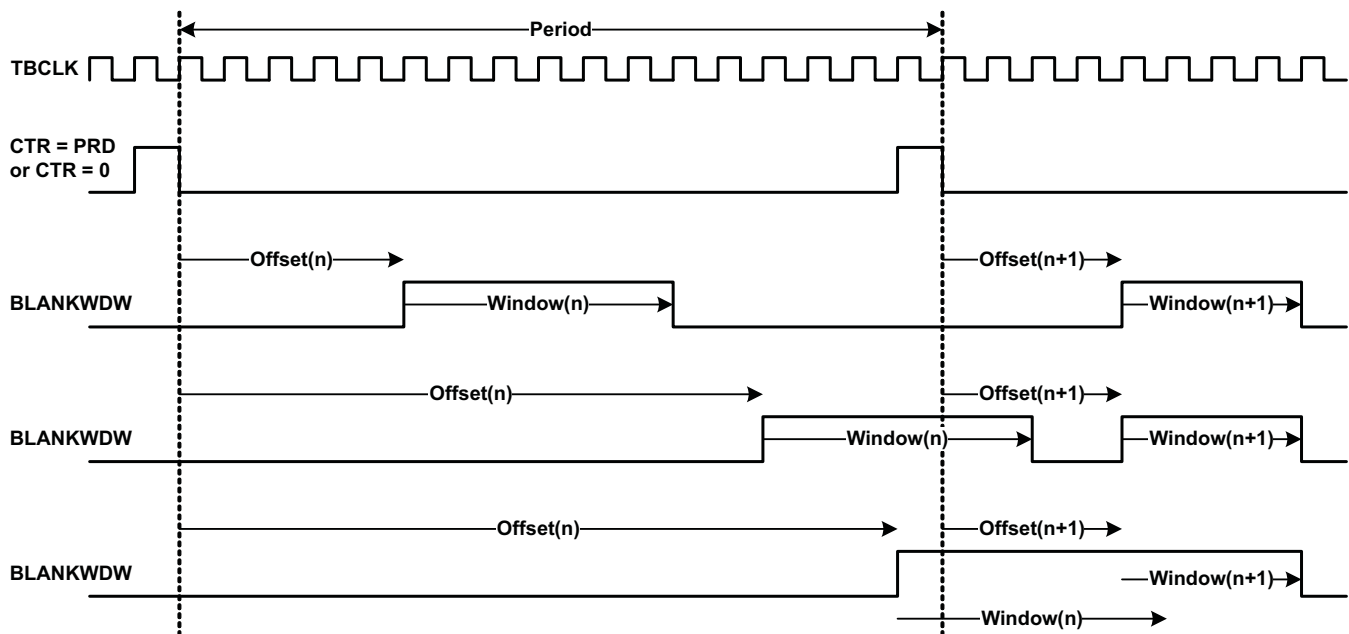 Period
TBCLK
CTR = PRD
or CTR = 0
Offset(n)
Offset(n+1)
BLANKWDW
Window(n)
Window(n+1)
Offset(n)
Offset(n+1)
BLANKWDW
Window(n)
Window(n+1)
Offset(n)
Offset(n+1)
BLANKWDW
Window(n+1)
Window(n)